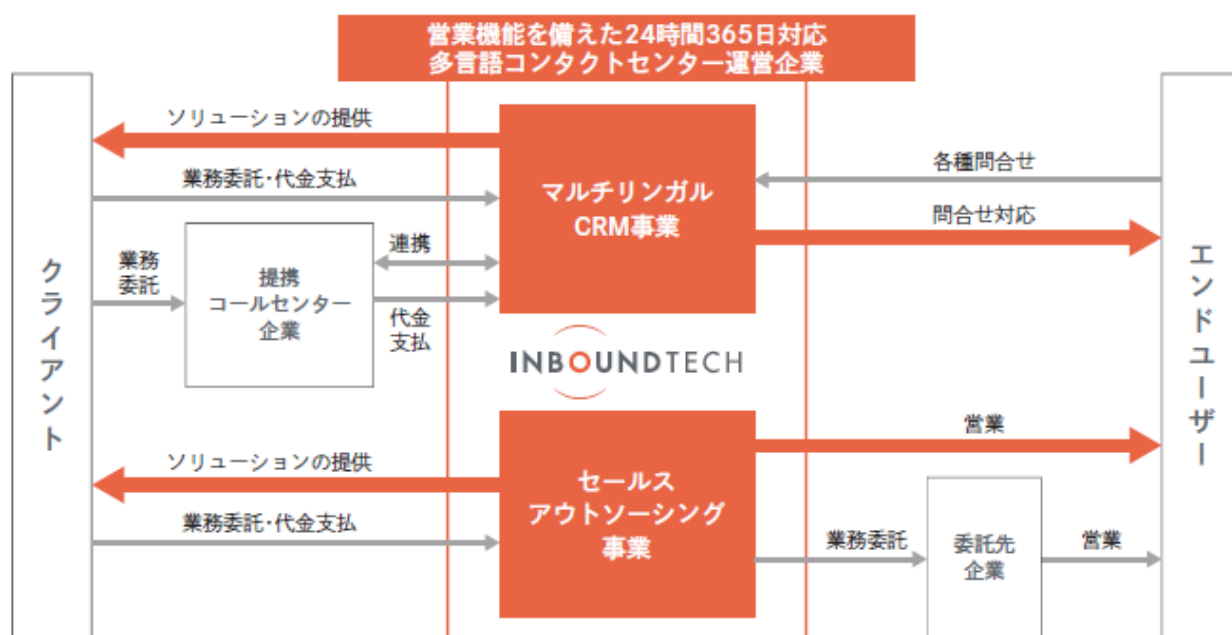 営業機能を備えた24時間365日対応
多言語コンタクトセンター運営企業
クライアント
ソリューションの提供
業務委託・代金支払
業務
委託
提携
コールセンター
企業
連携
代金
支払
マルチリンガル
CRM事業
各種問合せ
問合せ対応
エンドユーザー
INBOUNDTECH
ソリューションの提供
業務委託・代金支払
セールス
アウトソーシング
事業
営業
業務委託
委託先
企業
営業